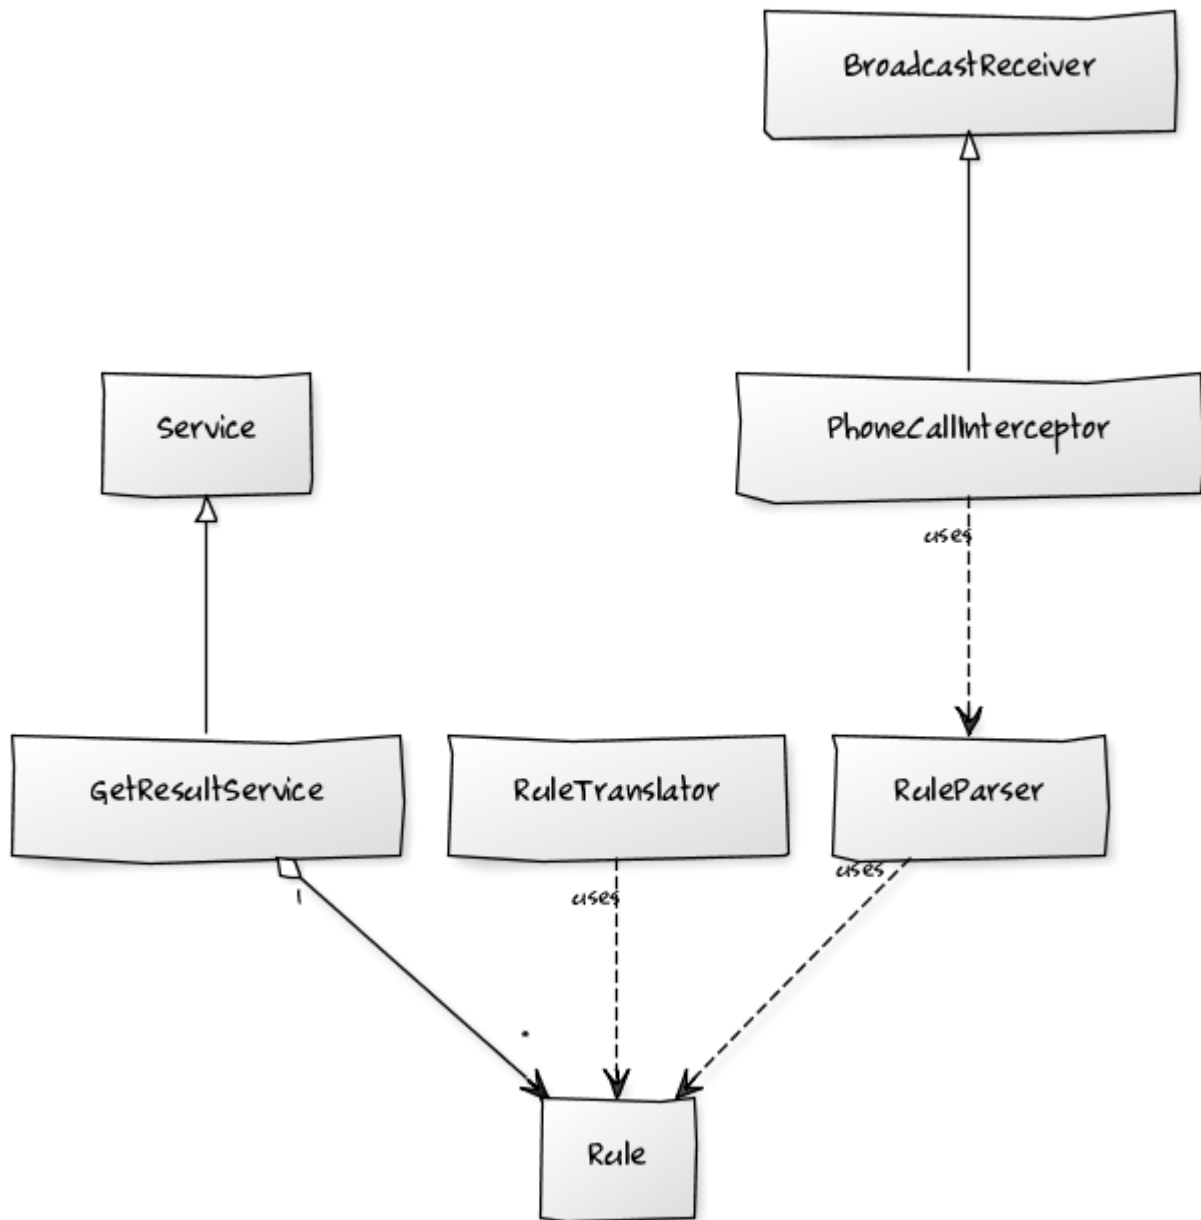 BroadcastReceiver
Service
PhoneCallInterceptor
uses
GetResultService
RuleTranslator
RuleParser
1
uses
uses
*
Rule